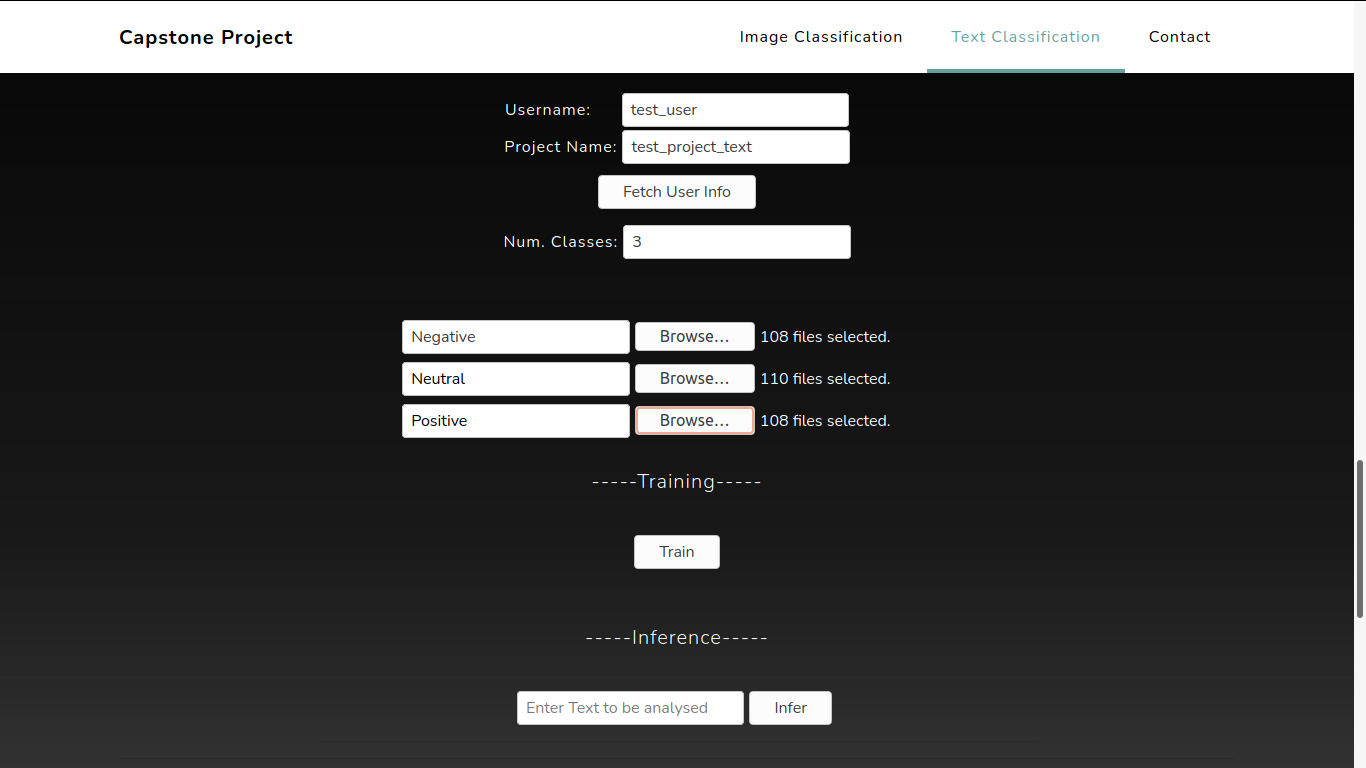 Capstone Project Image Classification Text Classification Contact
Username: test_user
Project Name: test_project_text
Fetch User Info
Num. Classes: 3
Negative Browse... 108 files selected.
Neutral Browse... 110 files selected.
Positive Browse... 108 files selected.
-----Training-----
Train
-----Inference-----
Enter Text to be analysed Infer